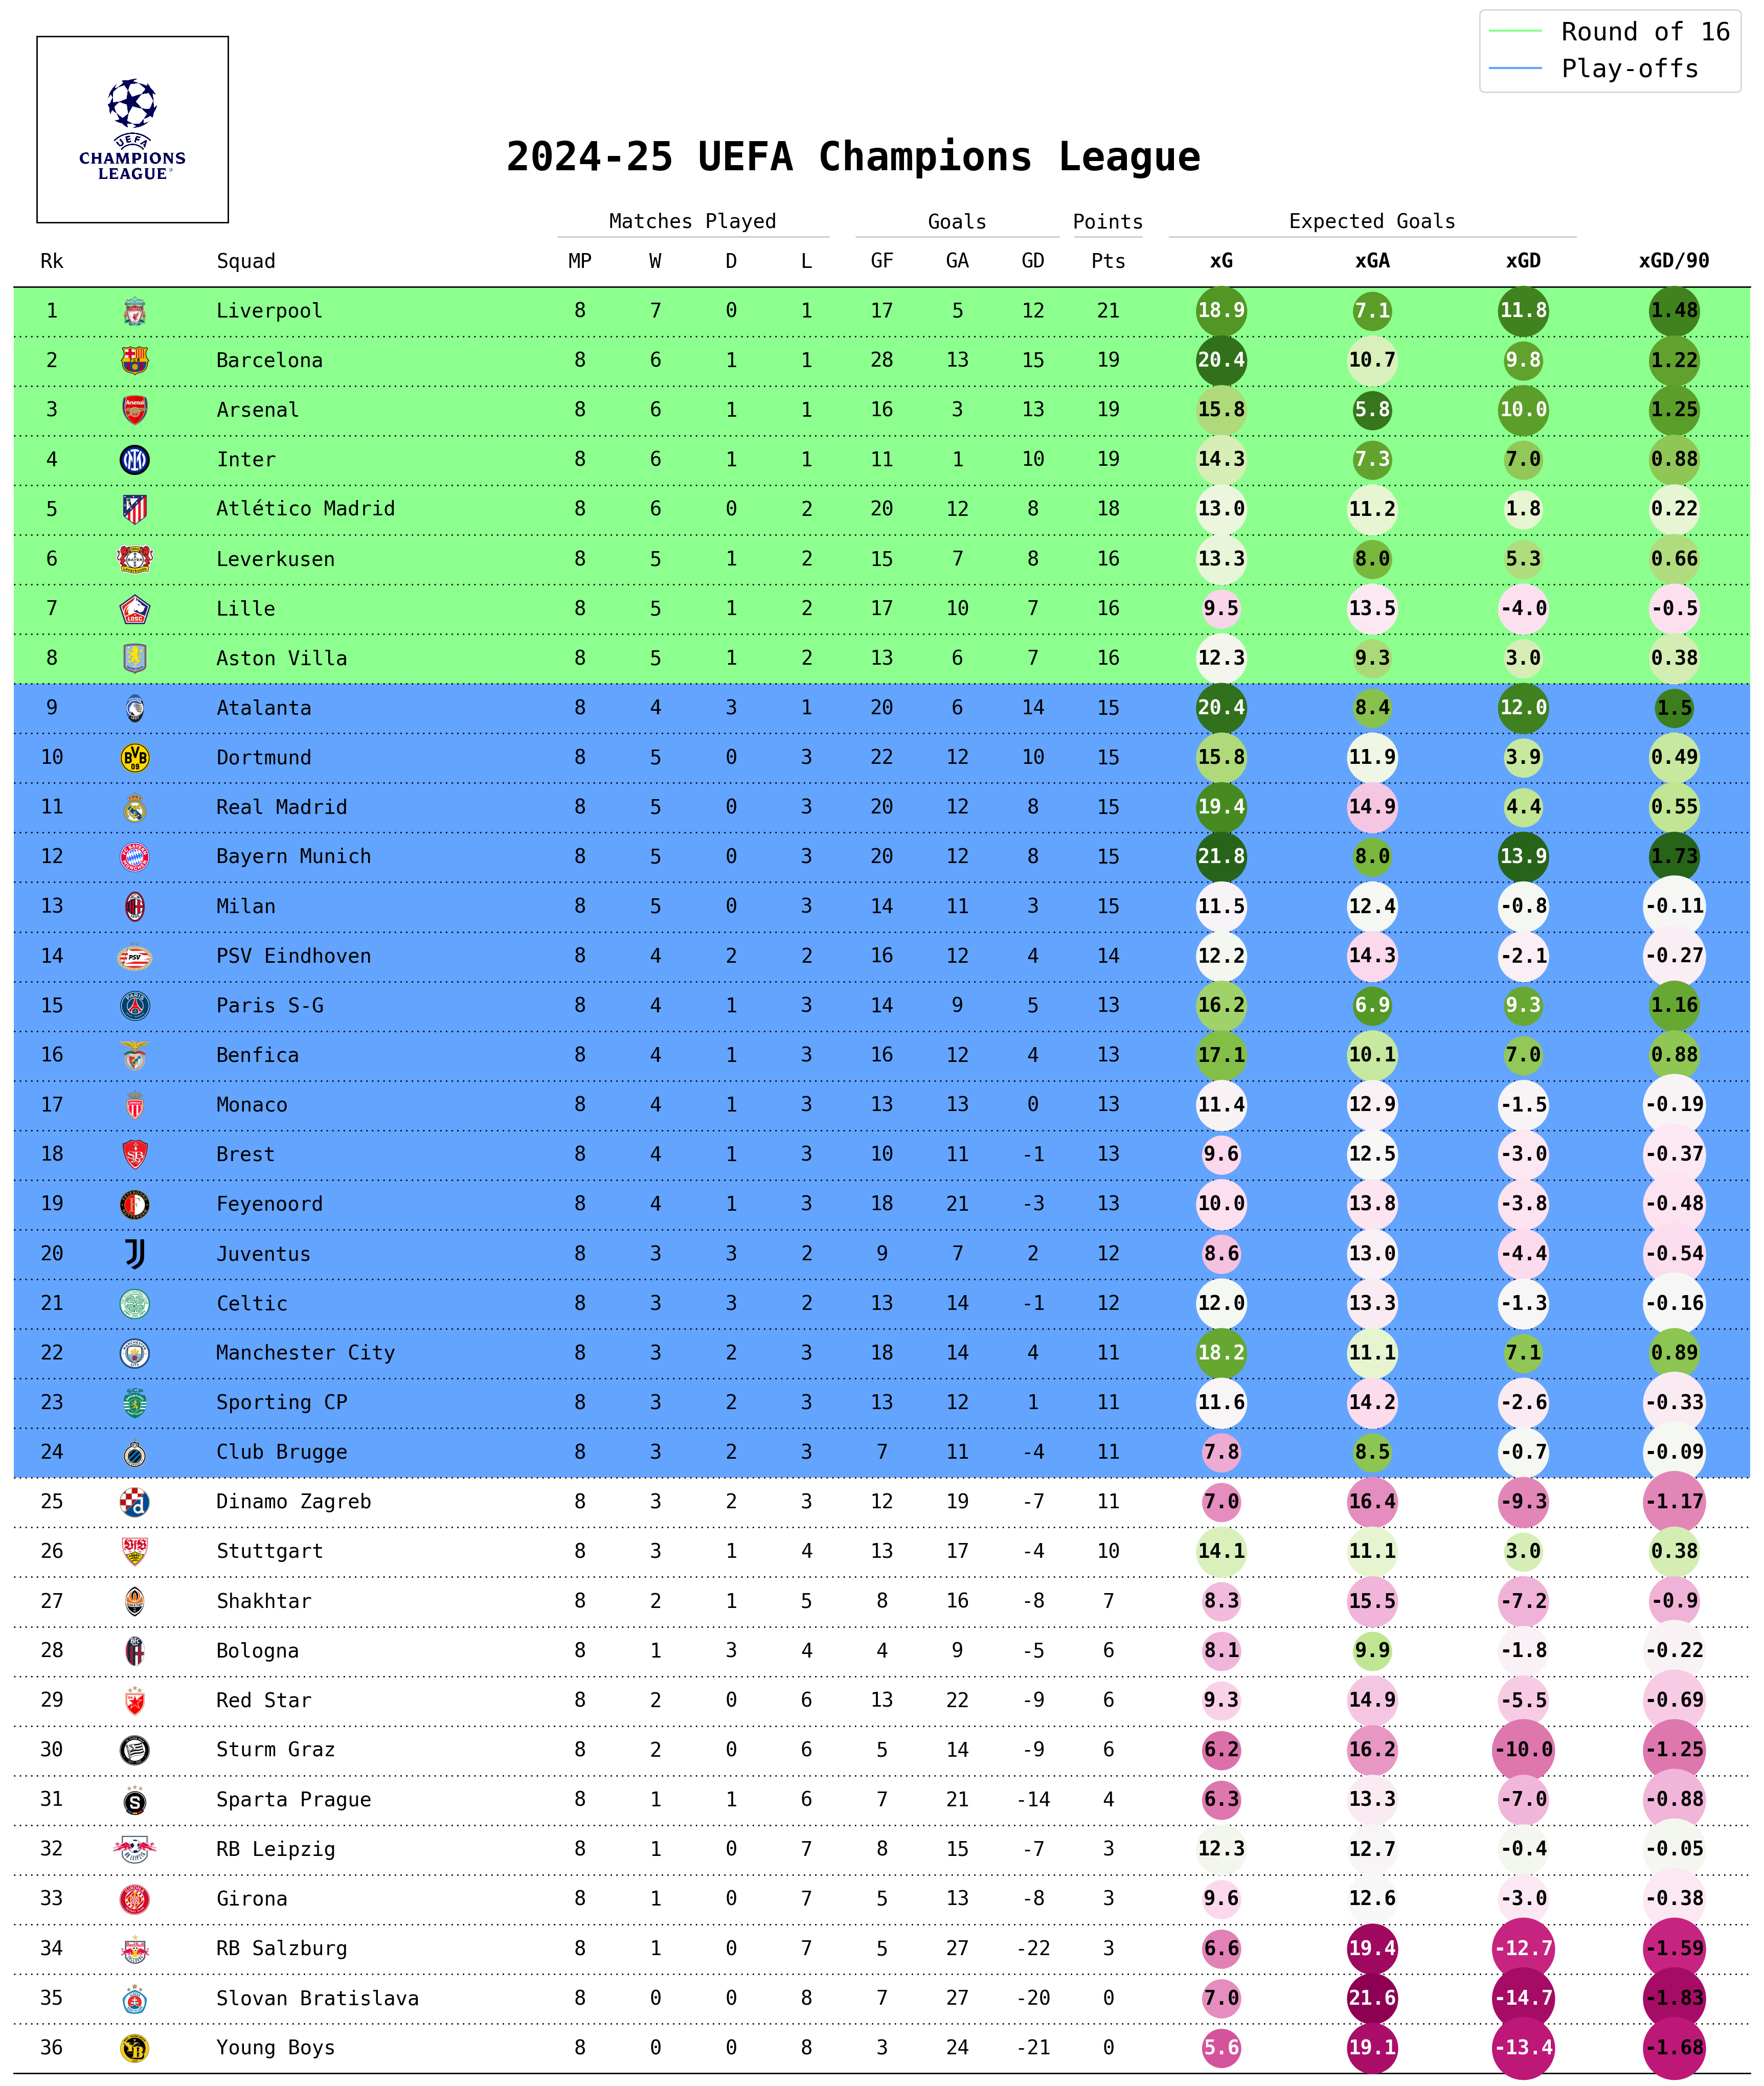 Round of 16
Play-offs
UEFA
CHAMPIONS
LEAGUE
2024-25 UEFA Champions League
Matches Played Goals Points Expected Goals
Rk Squad MP W D L GF GA GD Pts xG xGA xGD xGD/90
1 Liverpool 8 7 0 1 17 5 12 21 18.9 7.1 11.8 1.48
2 Barcelona 8 6 1 1 28 13 15 19 20.4 10.7 9.8 1.22
3 Arsenal 8 6 1 1 16 3 13 19 15.8 5.8 10.0 1.25
4 Inter 8 6 1 1 11 1 10 19 14.3 7.3 7.0 0.88
5 Atlético Madrid 8 6 0 2 20 12 8 18 13.0 11.2 1.8 0.22
6 Leverkusen 8 5 1 2 15 7 8 16 13.3 8.0 5.3 0.66
7 Lille 8 5 1 2 17 10 7 16 9.5 13.5 -4.0 -0.5
8 Aston Villa 8 5 1 2 13 6 7 16 12.3 9.3 3.0 0.38
9 Atalanta 8 4 3 1 20 6 14 15 20.4 8.4 12.0 1.5
10 Dortmund 8 5 0 3 22 12 10 15 15.8 11.9 3.9 0.49
11 Real Madrid 8 5 0 3 20 12 8 15 19.4 14.9 4.4 0.55
12 Bayern Munich 8 5 0 3 20 12 8 15 21.8 8.0 13.9 1.73
13 Milan 8 5 0 3 14 11 3 15 11.5 12.4 -0.8 -0.11
14 PSV Eindhoven 8 4 2 2 16 12 4 14 12.2 14.3 -2.1 -0.27
15 Paris S-G 8 4 1 3 14 9 5 13 16.2 6.9 9.3 1.16
16 Benfica 8 4 1 3 16 12 4 13 17.1 10.1 7.0 0.88
17 Monaco 8 4 1 3 13 13 0 13 11.4 12.9 -1.5 -0.19
18 Brest 8 4 1 3 10 11 -1 13 9.6 12.5 -3.0 -0.37
19 Feyenoord 8 4 1 3 18 21 -3 13 10.0 13.8 -3.8 -0.48
20 Juventus 8 3 3 2 9 7 2 12 8.6 13.0 -4.4 -0.54
21 Celtic 8 3 3 2 13 14 -1 12 12.0 13.3 -1.3 -0.16
22 Manchester City 8 3 2 3 18 14 4 11 18.2 11.1 7.1 0.89
23 Sporting CP 8 3 2 3 13 12 1 11 11.6 14.2 -2.6 -0.33
24 Club Brugge 8 3 2 3 7 11 -4 11 7.8 8.5 -0.7 -0.09
25 Dinamo Zagreb 8 3 2 3 12 19 -7 11 7.0 16.4 -9.3 -1.17
26 Stuttgart 8 3 1 4 13 17 -4 10 14.1 11.1 3.0 0.38
27 Shakhtar 8 2 1 5 8 16 -8 7 8.3 15.5 -7.2 -0.9
28 Bologna 8 1 3 4 4 9 -5 6 8.1 9.9 -1.8 -0.22
29 Red Star 8 2 0 6 13 22 -9 6 9.3 14.9 -5.5 -0.69
30 Sturm Graz 8 2 0 6 5 14 -9 6 6.2 16.2 -10.0 -1.25
31 Sparta Prague 8 1 1 6 7 21 -14 4 6.3 13.3 -7.0 -0.88
32 RB Leipzig 8 1 0 7 8 15 -7 3 12.3 12.7 -0.4 -0.05
33 Girona 8 1 0 7 5 13 -8 3 9.6 12.6 -3.0 -0.38
34 RB Salzburg 8 1 0 7 5 27 -22 3 6.6 19.4 -12.7 -1.59
35 Slovan Bratislava 8 0 0 8 7 27 -20 0 7.0 21.6 -14.7 -1.83
36 Young Boys 8 0 0 8 3 24 -21 0 5.6 19.1 -13.4 -1.68